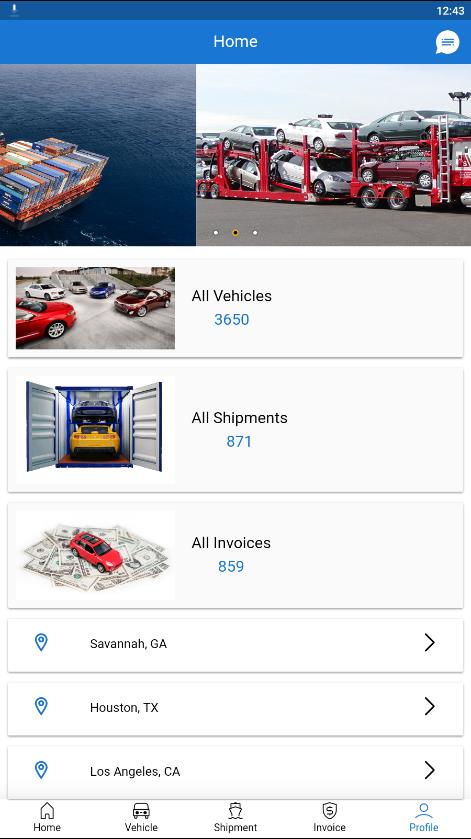 12:43
Home
All Vehicles
3650
All Shipments
871
All Invoices
859
Savannah, GA
Houston, TX
Los Angeles, CA
Home
Vehicle
Shipment
Invoice
Profile